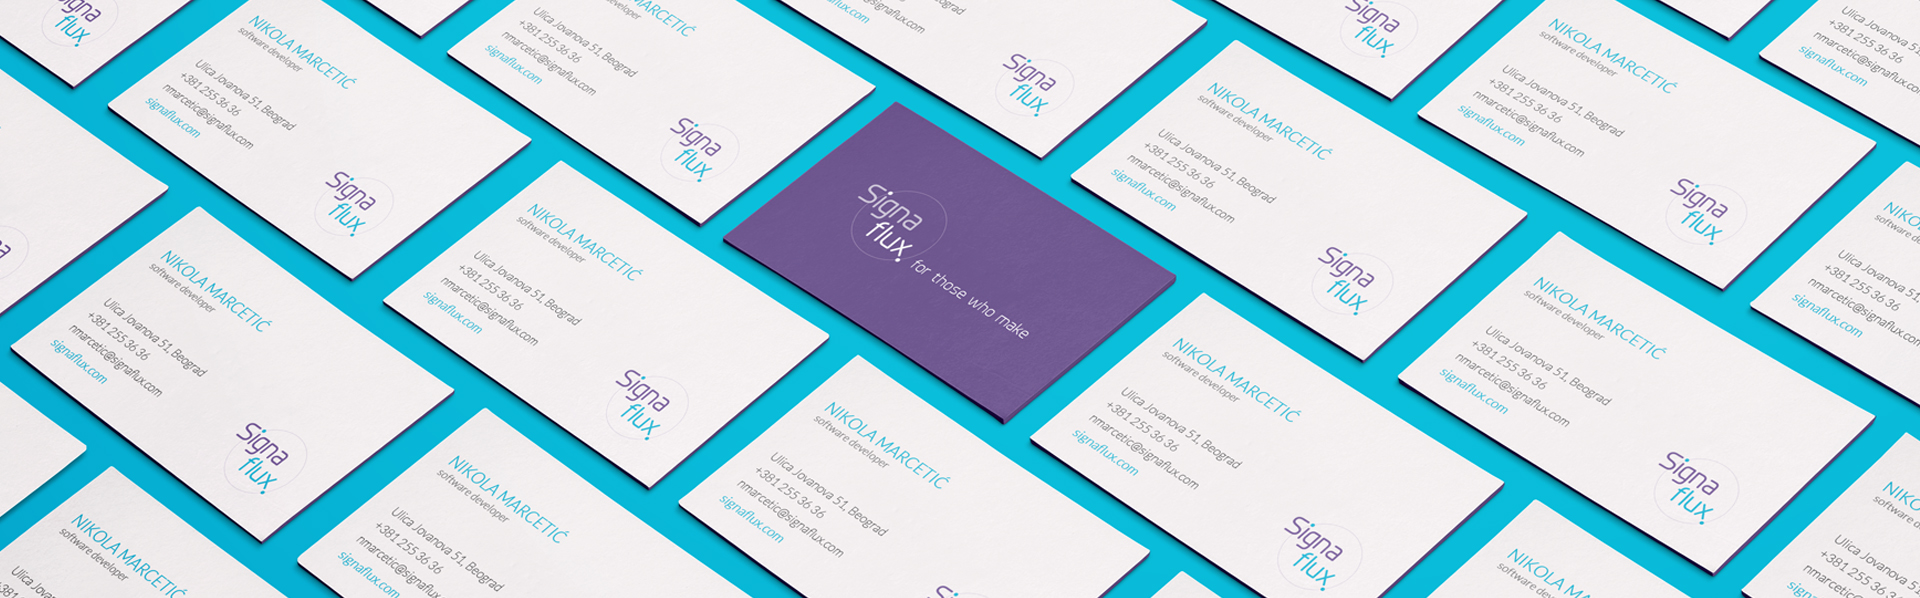 NIKOLA MARCETIĆ
software developer
Ulica Jovanova 51, Beograd
+381 255 36 36
nmarcetic@signaflux.com
signaflux.com
Signa
flux.
Signa
flux.
for those who make